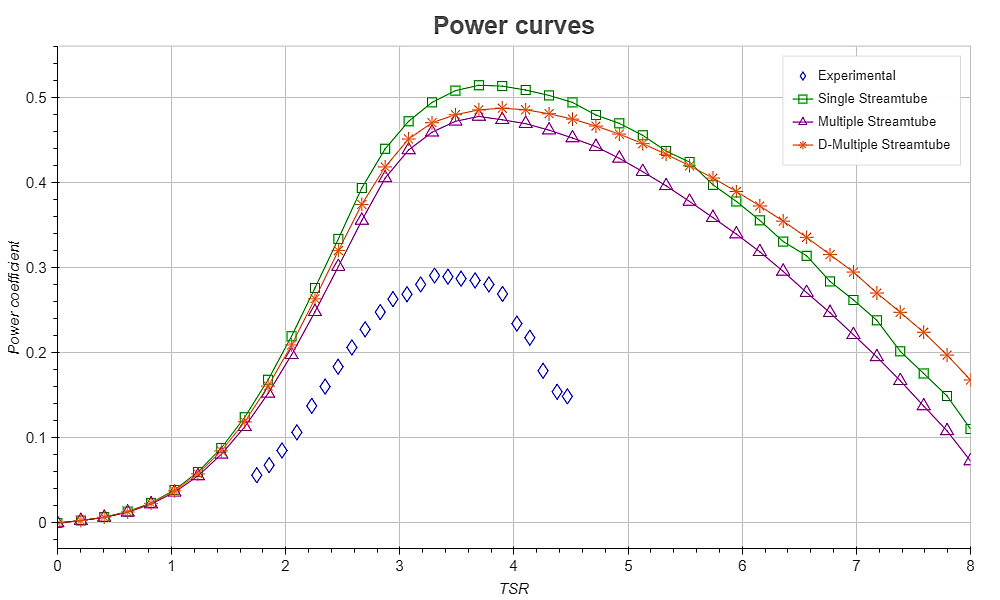 Power curves
Experimental
Single Streamtube
Multiple Streamtube
D-Multiple Streamtube
Power coefficient
0.5
0.4
0.3
0.2
0.1
0
0 1 2 3 4 5 6 7 8
TSR